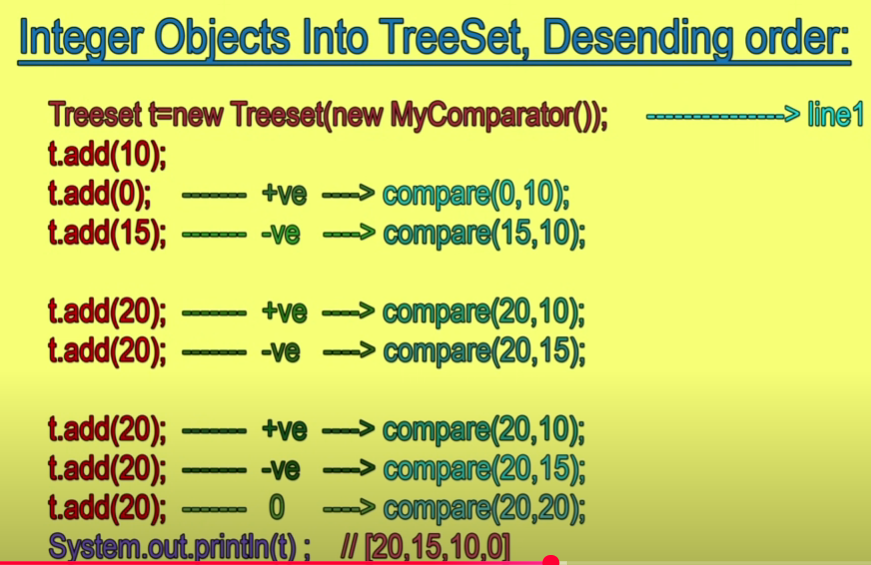 Integer Objects Into TreeSet, Desending order:
Treeset t=new Treeset(new MyComparator()); ---------------> line1
t.add(10);
t.add(0); ------- +ve ----> compare(0,10);
t.add(15); ------- -ve ----> compare(15,10);
t.add(20); ------- +ve ----> compare(20,10);
t.add(20); ------- -ve ----> compare(20,15);
t.add(20); ------- +ve ----> compare(20,10);
t.add(20); ------- -ve ----> compare(20,15);
t.add(20); ------- 0 ----> compare(20,20);
System.out.println(t) ; // [20,15,10,0]